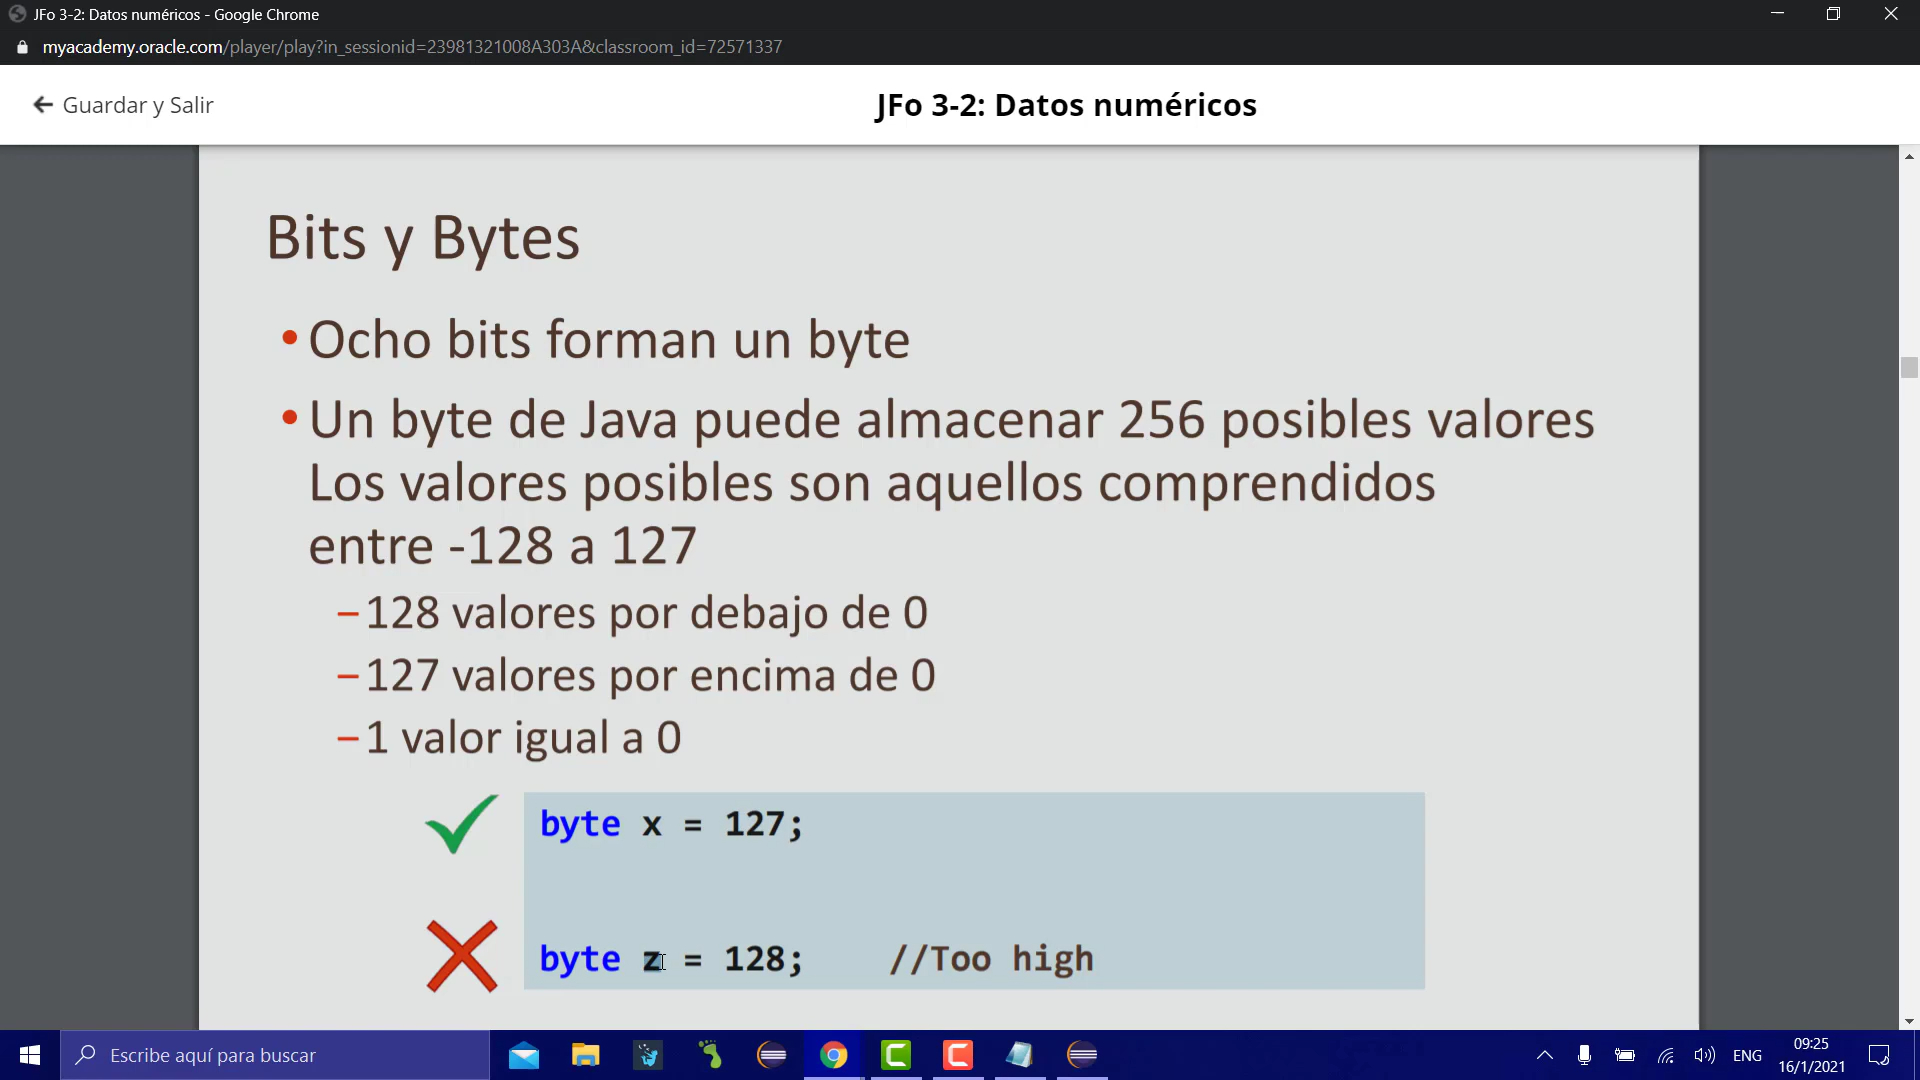 JFo 3-2: Datos numéricos - Google Chrome
myacademy.oracle.com/player/play?in_sessionid=23981321008A303A&classroom_id=72571337
Guardar y Salir
JFo 3-2: Datos numéricos
Bits y Bytes
• Ocho bits forman un byte
• Un byte de Java puede almacenar 256 posibles valores
Los valores posibles son aquellos comprendidos
entre -128 a 127
–128 valores por debajo de 0
–127 valores por encima de 0
–1 valor igual a 0
byte x = 127;
byte z = 128; //Too high
Escribe aquí para buscar
ENG
09:25
16/1/2021